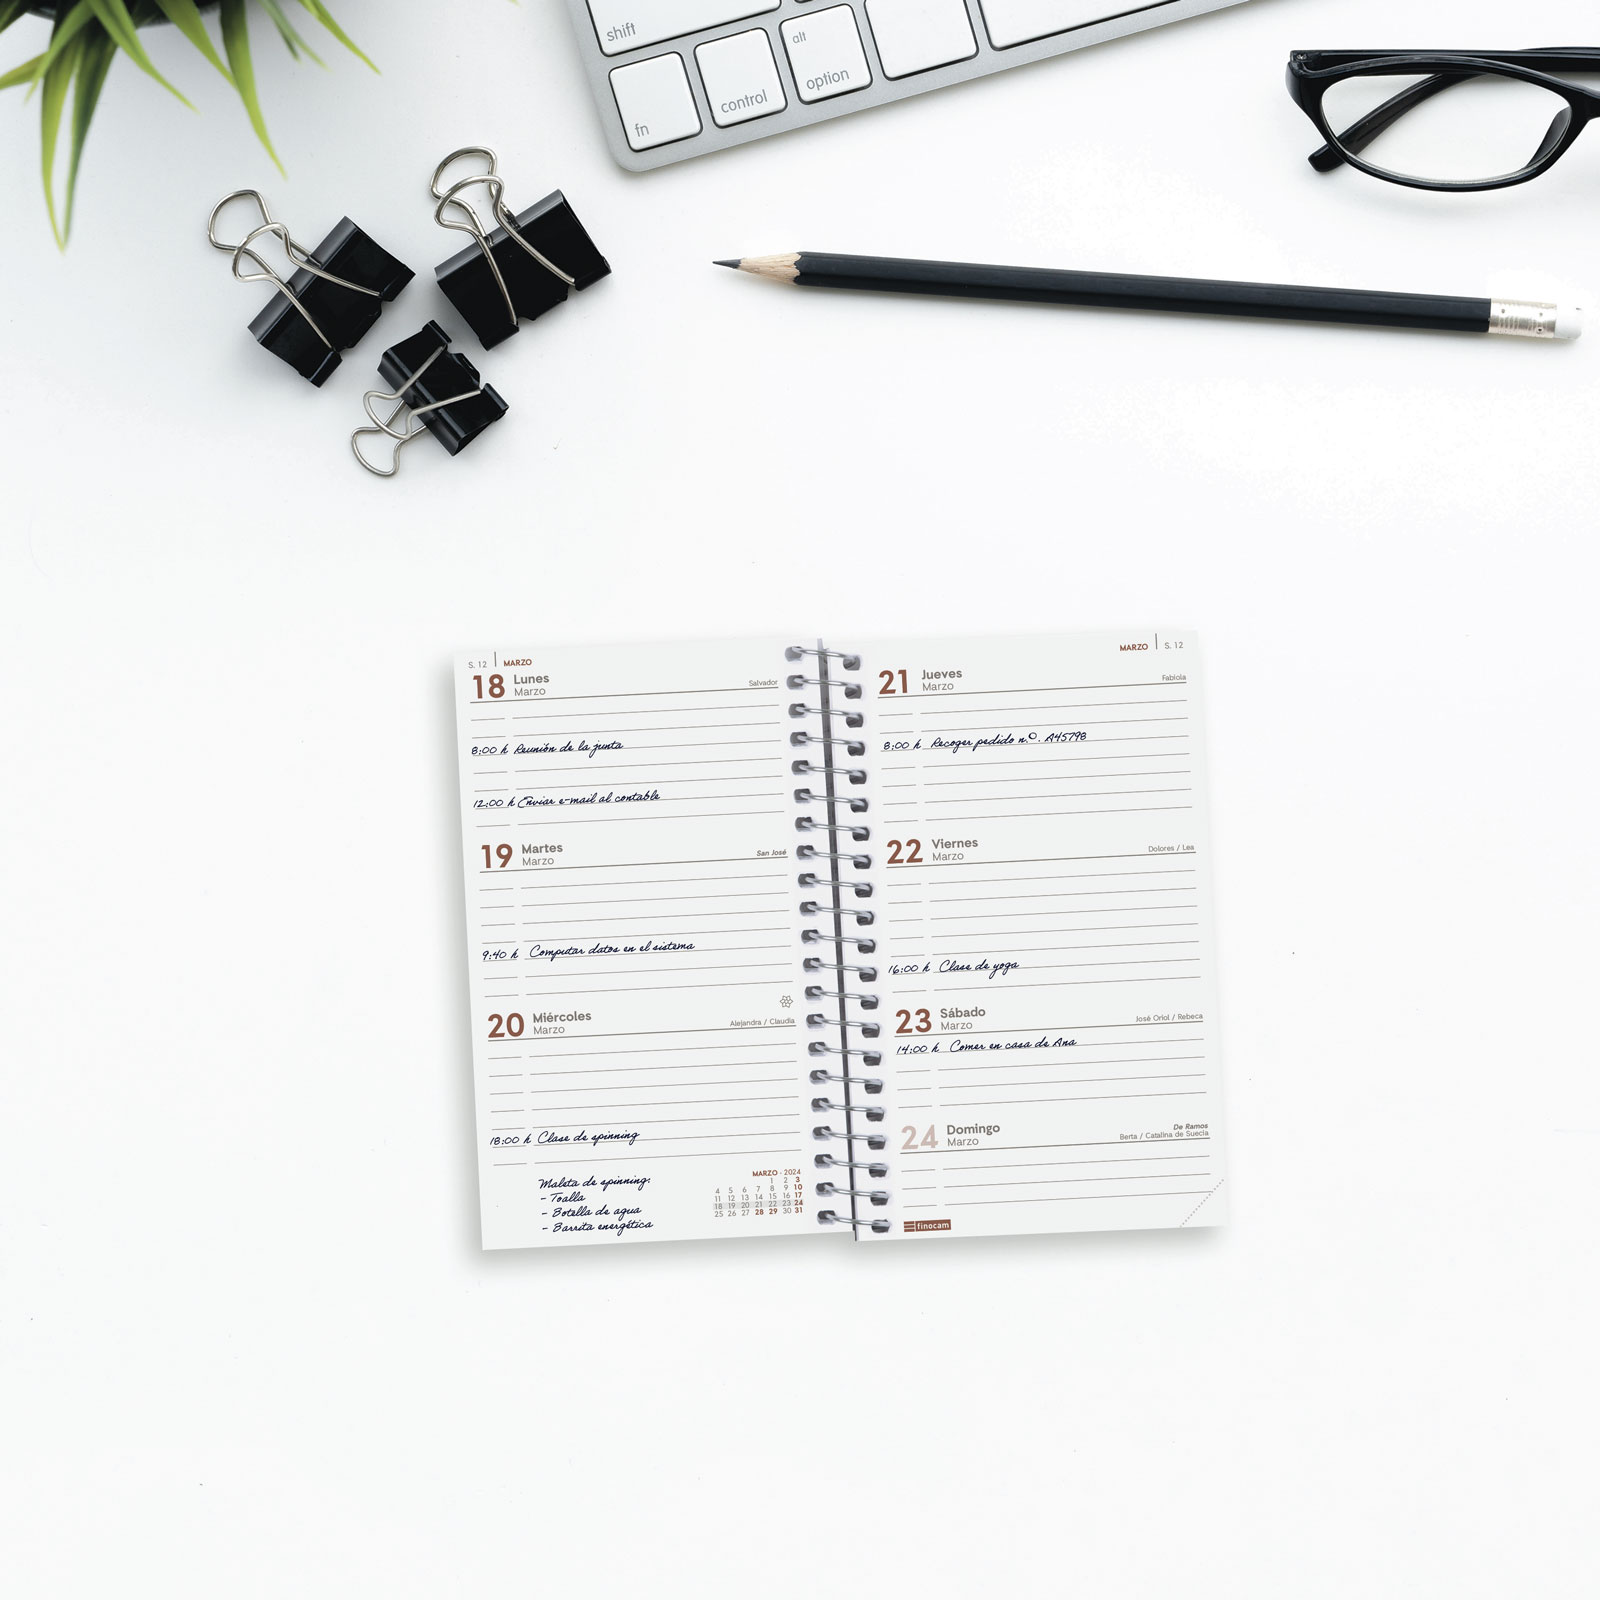 shift
fn
control
alt
option
S. 12 | MARZO
18 Lunes
Marzo
Salvador
8:00 h Reunión de la junta
12:00 h Enviar e-mail al contable
19 Martes
Marzo
San José
9:40 h Computar datos en el sistema
20 Miércoles
Marzo
Alejandra / Claudia
18:00 h Clase de spinning
Maleta de spinning:
- Toalla
- Botella de agua
- Barrita energética
MARZO - 2024
1 2 3
4 5 6 7 8 9 10
11 12 13 14 15 16 17
18 19 20 21 22 23 24
25 26 27 28 29 30 31
MARZO | S. 12
21 Jueves
Marzo
Fabiola
8:00 h Recoger pedido n.º. A45798
22 Viernes
Marzo
Dolores / Lea
16:00 h Clase de yoga
23 Sábado
Marzo
José Oriol / Rebeca
14:00 h Comer en casa de Ana
24 Domingo
Marzo
De Ramos
Berta / Catalina de Suecia
finocam